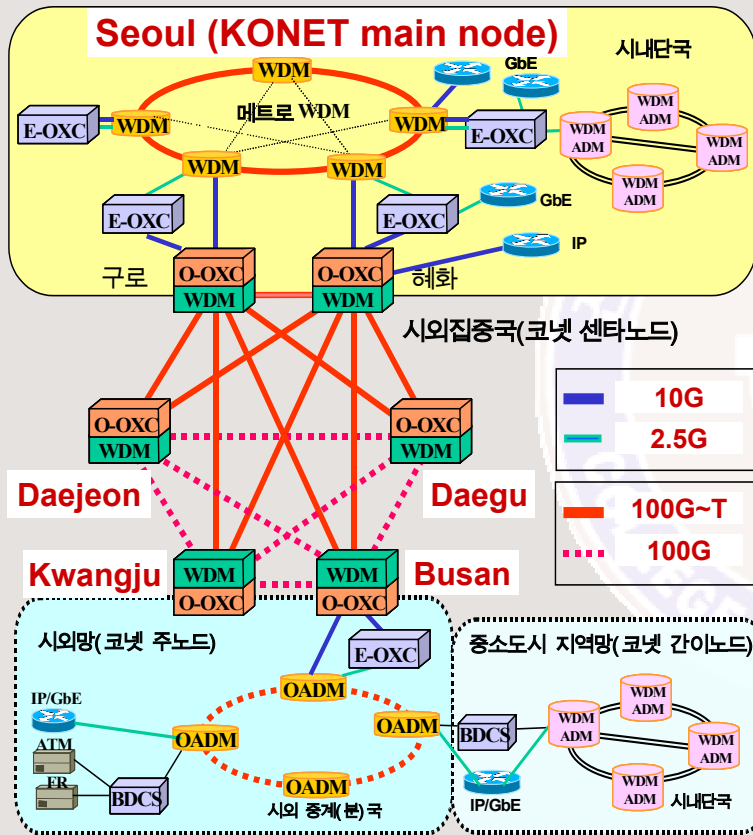 Seoul (KONET main node)
시내단국
GbE
WDM
메트로 WDM
E-OXC
WDM
WDM
E-OXC
WDM
ADM
WDM
ADM
WDM
ADM
WDM
ADM
WDM
WDM
E-OXC
E-OXC
GbE
IP
구로
O-OXC
WDM
O-OXC
WDM
혜화
시외집중국(코넷 센타노드)
10G
2.5G
100G~T
100G
O-OXC
WDM
O-OXC
WDM
Daejeon
Daegu
Kwangju
WDM
O-OXC
WDM
O-OXC
Busan
시외망(코넷 주노드)
E-OXC
OADM
IP/GbE
OADM
OADM
ATM
FR
BDCS
OADM
시외 중계(분)국
중소도시 지역망(코넷 간이노드)
BDCS
IP/GbE
WDM
ADM
WDM
ADM
WDM
ADM
WDM
ADM
시내단국